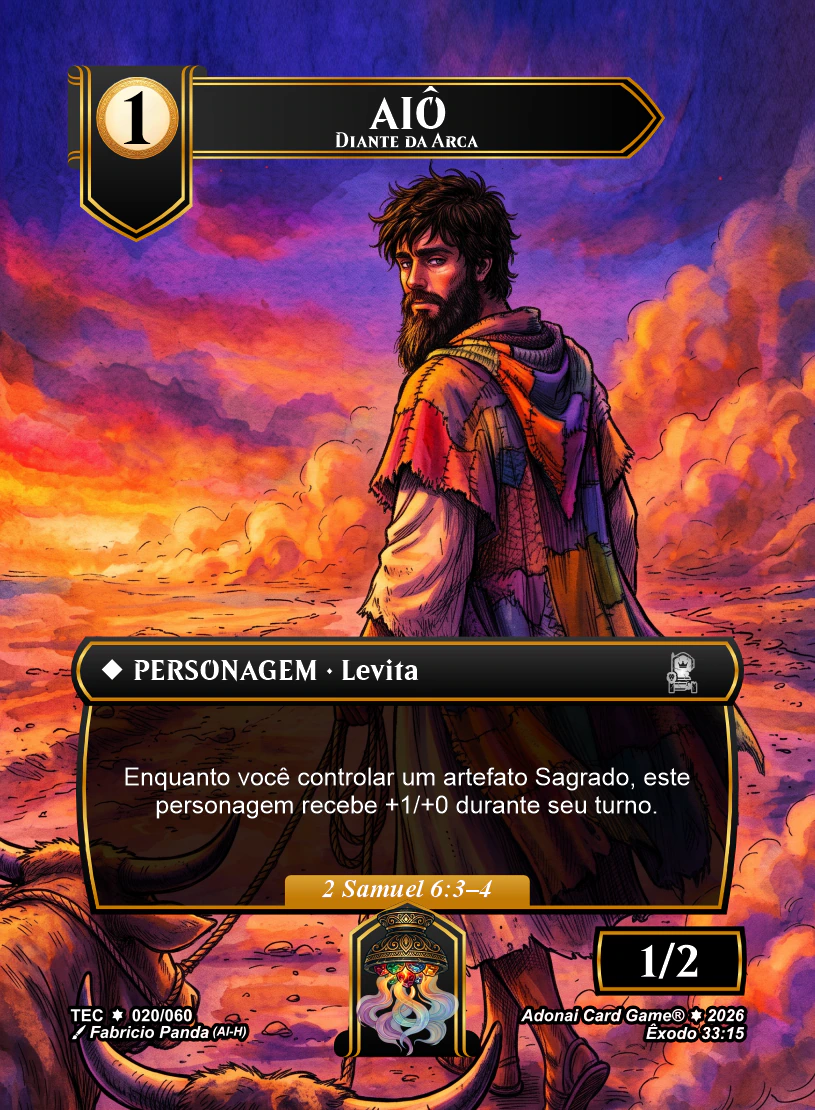 1
AIÔ
Diante da Arca
PERSONAGEM · Levita
Enquanto você controlar um artefato Sagrado, este
personagem recebe +1/+0 durante seu turno.
2 Samuel 6:3–4
1/2
TEC ✶ 020/060
Fabricio Panda (AI-H)
Adonai Card Game® ✶ 2026
Êxodo 33:15